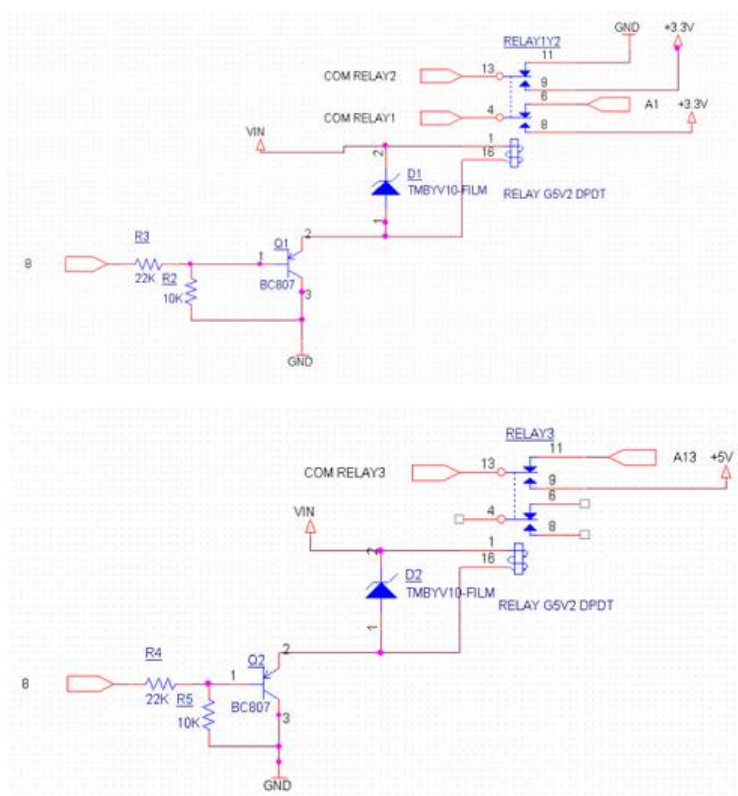 GND +3.3V
RELAY1Y2
11
COM RELAY2 13
9
6
A1 +3.3V
COM RELAY1 4
8
VIN
1
2 16
D1
TMBYV10-FILM RELAY G5V2 DPDT
1
R3 Q1 2
8 1
22K R2 BC807
10K 3
GND
RELAY3
11
COM RELAY3 13 A13 +5V
9
6
VIN 4
8
1
2 16
D2
TMBYV10-FILM
RELAY G5V2 DPDT
1
R4 Q2 2
8 1
22K R5 BC807
10K 3
GND